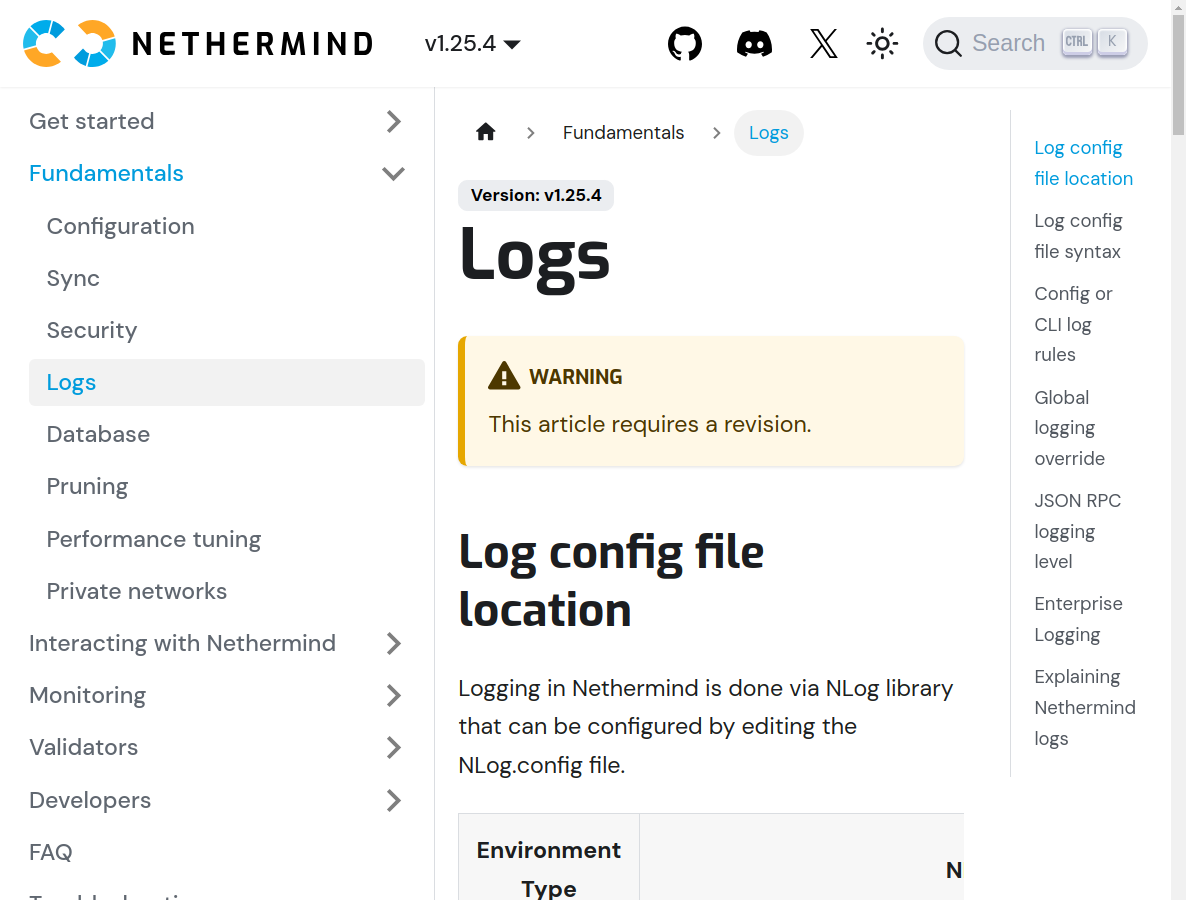 NETHERMIND
v1.25.4
Search
CTRL
K
Get started
Fundamentals
Configuration
Sync
Security
Logs
Database
Pruning
Performance tuning
Private networks
Interacting with Nethermind
Monitoring
Validators
Developers
FAQ
Fundamentals
Logs
Version: v1.25.4
Logs
WARNING
This article requires a revision.
Log config file
location
Logging in Nethermind is done via NLog library
that can be configured by editing the
NLog.config file.
Environment
Type
N
Log config
file location
Log config
file syntax
Config or
CLI log
rules
Global
logging
override
JSON RPC
logging
level
Enterprise
Logging
Explaining
Nethermind
logs